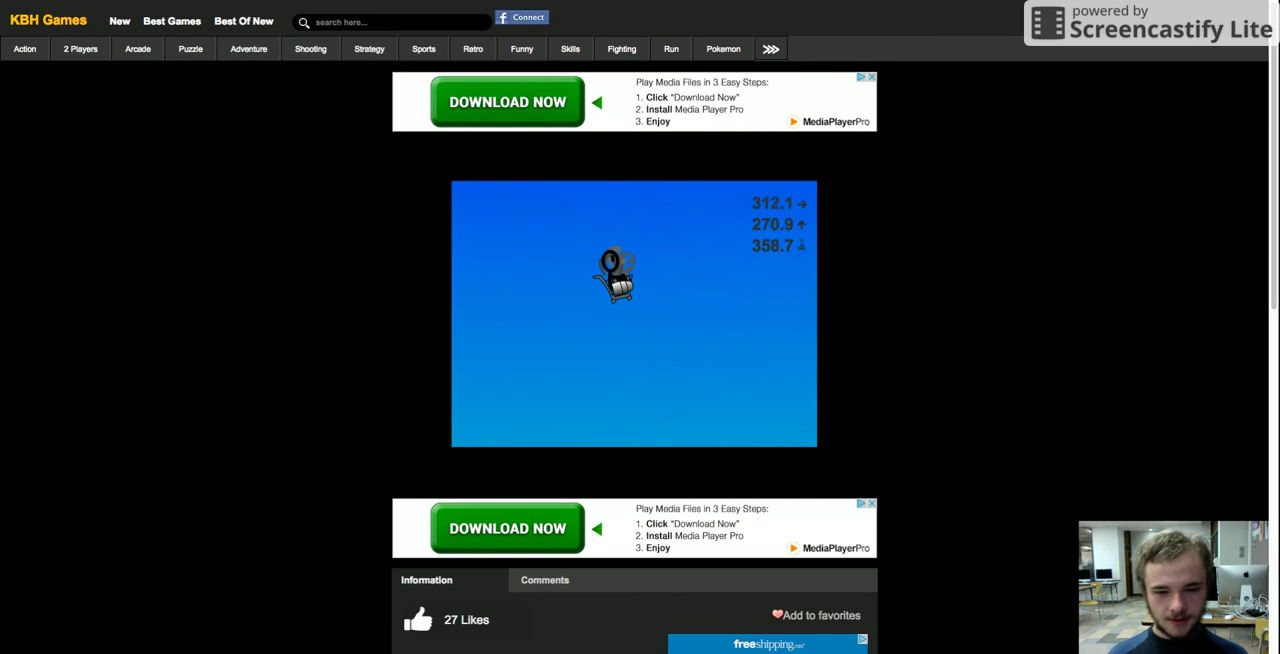 KBH Games New Best Games Best Of New search here... f Connect
powered by
Screencastify Lite
Action 2 Players Arcade Puzzle Adventure Shooting Strategy Sports Retro Funny Skills Fighting Run Pokemon
DOWNLOAD NOW
Play Media Files in 3 Easy Steps:
1. Click "Download Now"
2. Install Media Player Pro
3. Enjoy
MediaPlayerPro
312.1
270.9
358.7
DOWNLOAD NOW
Play Media Files in 3 Easy Steps:
1. Click "Download Now"
2. Install Media Player Pro
3. Enjoy
MediaPlayerPro
Information Comments
27 Likes
Add to favorites
freeshipping.com